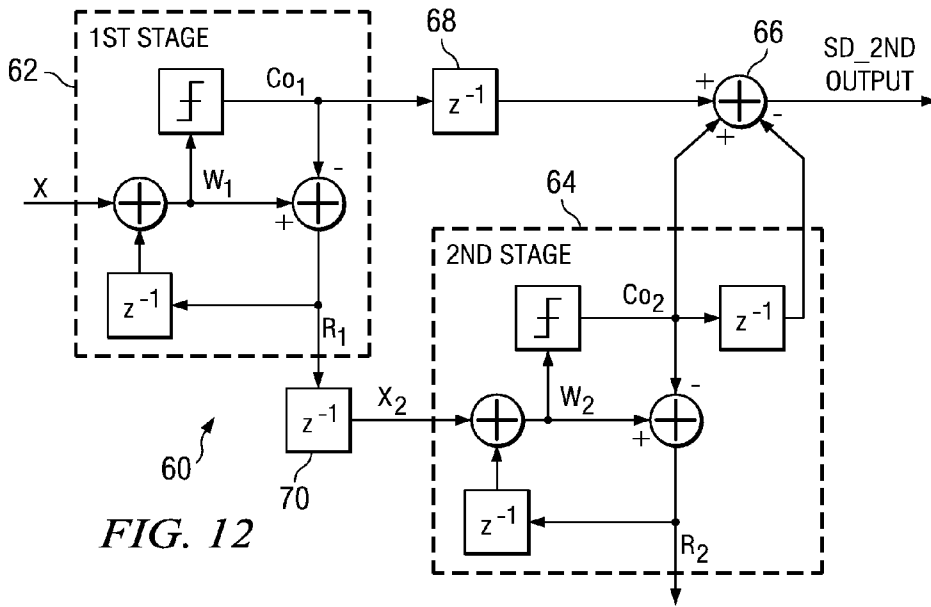 1ST STAGE
62
Co₁
68
z⁻¹
66
SD_2ND
OUTPUT
+
+
-
X
W₁
-
+
z⁻¹
R₁
64
2ND STAGE
Co₂
z⁻¹
z⁻¹
X₂
W₂
-
+
70
60
z⁻¹
R₂
FIG. 12